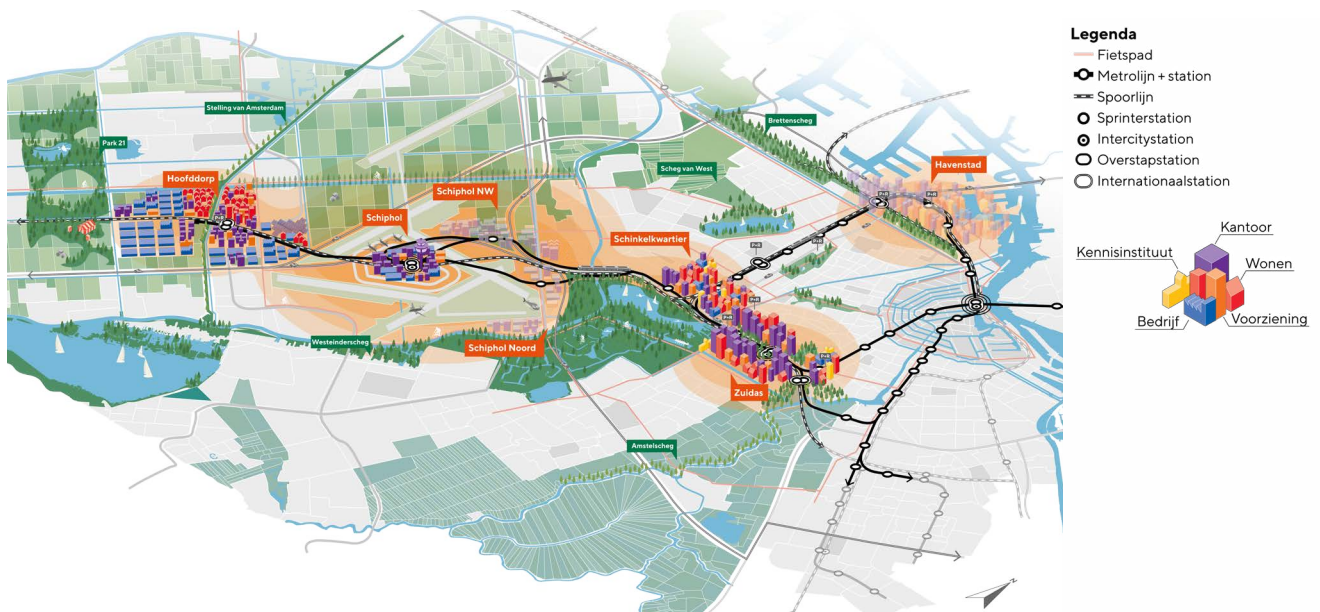 Legenda
Fietspad
Metrolijn + station
Spoorlijn
Sprinterstation
Intercitystation
Overstapstation
Internationaalstation
Kantoor
Kennisinstituut
Wonen
Bedrijf
Voorziening
Stelling van Amsterdam
Park 21
Hoofddorp
Schiphol
Schiphol NW
Scheg van West
Brettenscheg
Havenstad
Schinkelkwartier
Westeinderscheg
Schiphol Noord
Zuidas
Amstelscheg
P+R
P+R
P+R
P+R
P+R
P+R
P+R
P+R
N